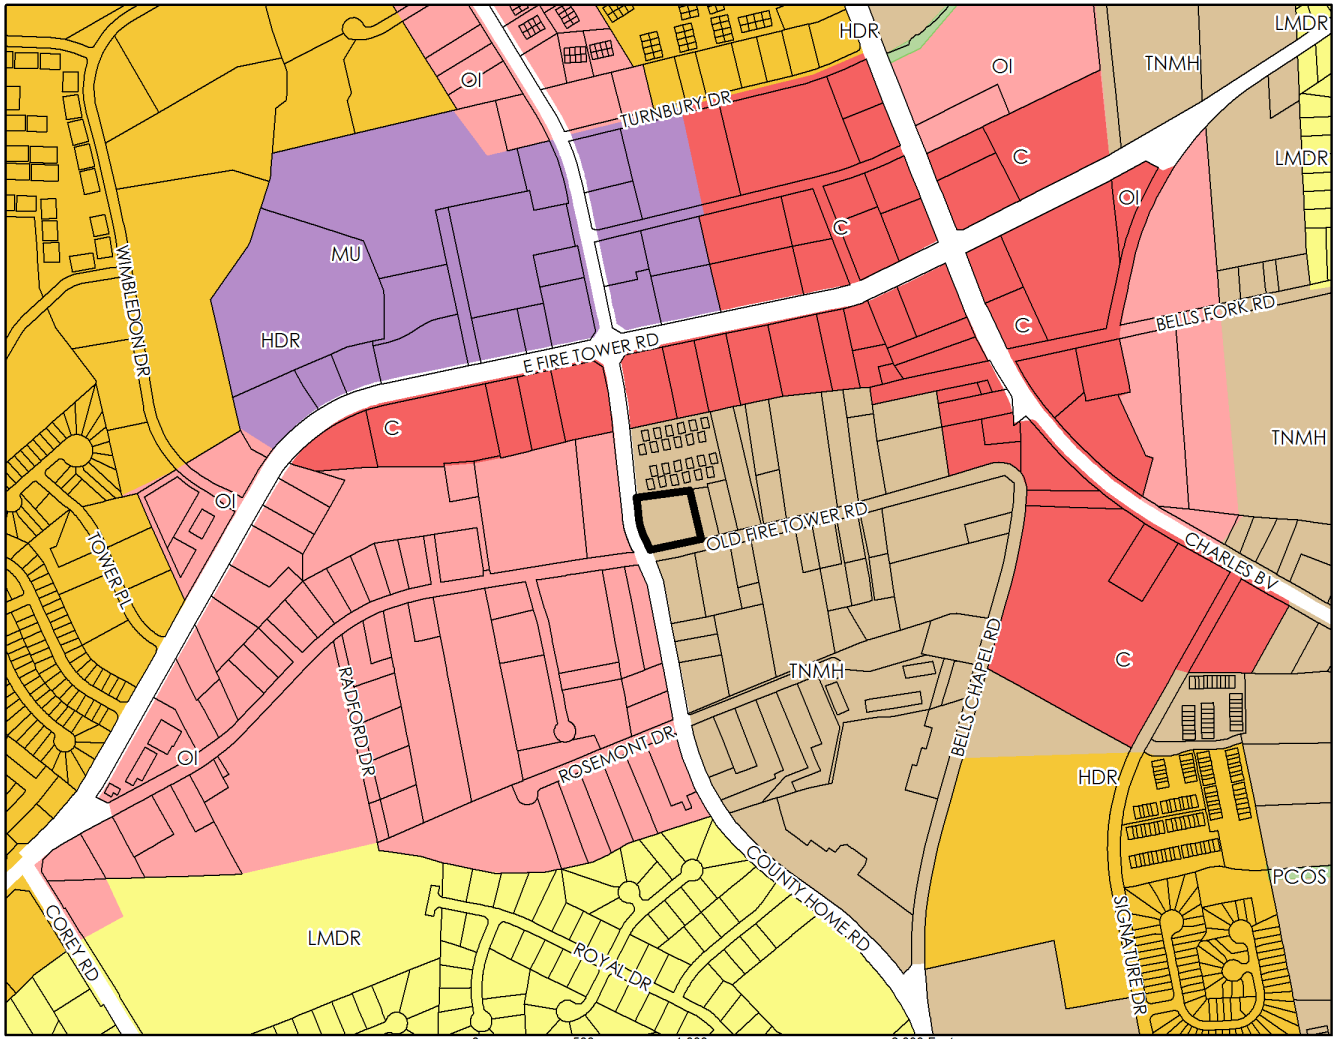 LMDR
HDR
OI
TNMH
OI
TURNBURY DR
C
LMDR
OI
C
MU
WIMBLEDON DR
BELLS FORK RD
C
HDR
E FIRE TOWER RD
C
TNMH
OI
OLD FIRE TOWER RD
TOWER PL
CHARLES BV
C
TNMH
BELLS CHAPEL RD
RADFORD DR
OI
ROSEMONT DR
HDR
COUNTY HOME RD
PCOS
COREY RD
LMDR
ROYAL DR
SIGNATURE DR